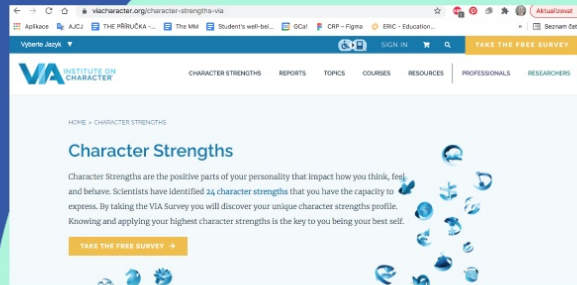 viacharacter.org/character-strengths-via
Aktualizovat
Aplikace AJCJ THE PŘÍRUČKA -... The MM Student's well-bei... GCal CRP – Figma ERIC - Education... » Seznam čet
Vyberte Jazyk ▼ SIGN IN TAKE THE FREE SURVEY
VIA INSTITUTE ON CHARACTER
CHARACTER STRENGTHS REPORTS TOPICS COURSES RESOURCES PROFESSIONALS RESEARCHERS
HOME » CHARACTER STRENGTHS
Character Strengths
Character Strengths are the positive parts of your personality that impact how you think, feel
and behave. Scientists have identified 24 character strengths that you have the capacity to
express. By taking the VIA Survey you will discover your unique character strengths profile.
Knowing and applying your highest character strengths is the key to you being your best self.
TAKE THE FREE SURVEY →